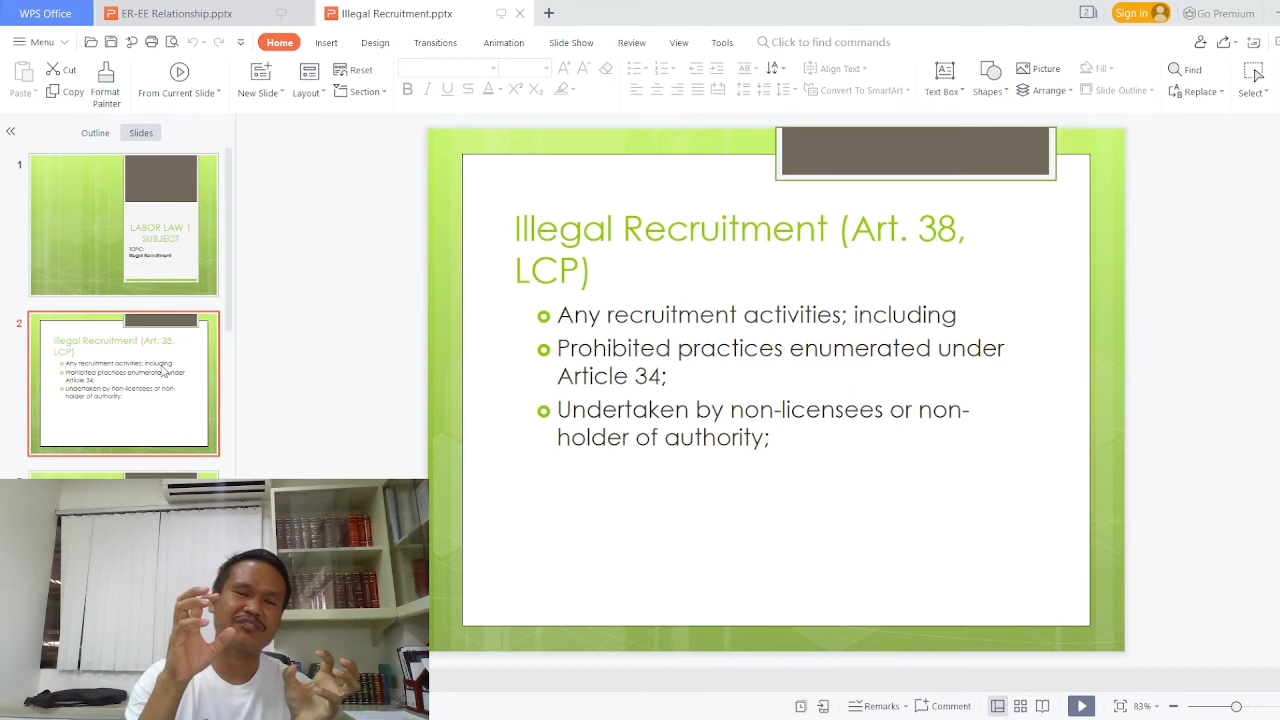 WPS Office
ER-EE Relationship.pptx
Illegal Recruitment.pptx
Sign in
Go Premium
Menu
Home
Insert
Design
Transitions
Animation
Slide Show
Review
View
Tools
Click to find commands
Cut
Copy
Format
Painter
From Current Slide
New Slide
Layout
Reset
Section
Align Text
Convert To SmartArt
Text Box
Shapes
Picture
Arrange
Fill
Slide Outline
Find
Replace
Select
Outline
Slides
1
LABOR LAW 1
SUBJECT
TOPIC:
Illegal Recruitment
2
Illegal Recruitment (Art. 38,
LCP)
Any recruitment activities; including
Prohibited practices enumerated under
Article 34;
Undertaken by non-licensees or non-
holder of authority;
Illegal Recruitment (Art. 38,
LCP)
Any recruitment activities; including
Prohibited practices enumerated under
Article 34;
Undertaken by non-licensees or non-
holder of authority;
Remarks
Comment
83%